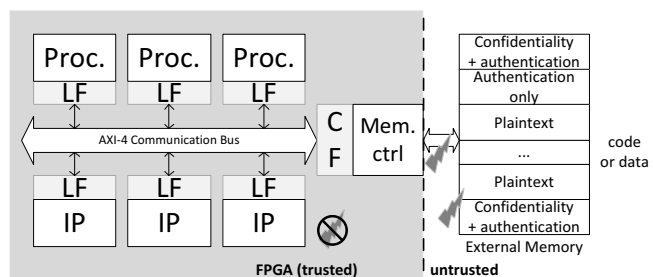 Proc. Proc. Proc.
LF LF LF
AXI-4 Communication Bus
C
F
Mem.
ctrl
LF LF LF
IP IP IP
FPGA (trusted)
untrusted
Confidentiality
+ authentication
Authentication
only
Plaintext
...
Plaintext
Confidentiality
+ authentication
External Memory
code
or data